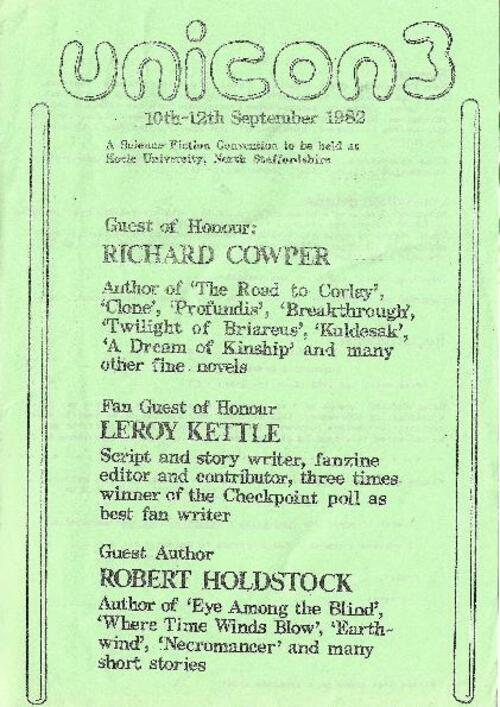 unicon3
10th-12th September 1982
A Science Fiction Convention to be held at
Keele University, North Staffordshire
Guest of Honour:
RICHARD COWPER
Author of 'The Road to Corlay',
'Clone', 'Profundis', 'Breakthrough',
'Twilight of Briareus', 'Kuldesak',
'A Dream of Kinship' and many
other fine novels
Fan Guest of Honour
LEROY KETTLE
Script and story writer, fanzine
editor and contributor, three times
winner of the Checkpoint poll as
best fan writer
Guest Author
ROBERT HOLDSTOCK
Author of 'Eye Among the Blind',
'Where Time Winds Blow', 'Earth-
wind', 'Necromancer' and many
short stories